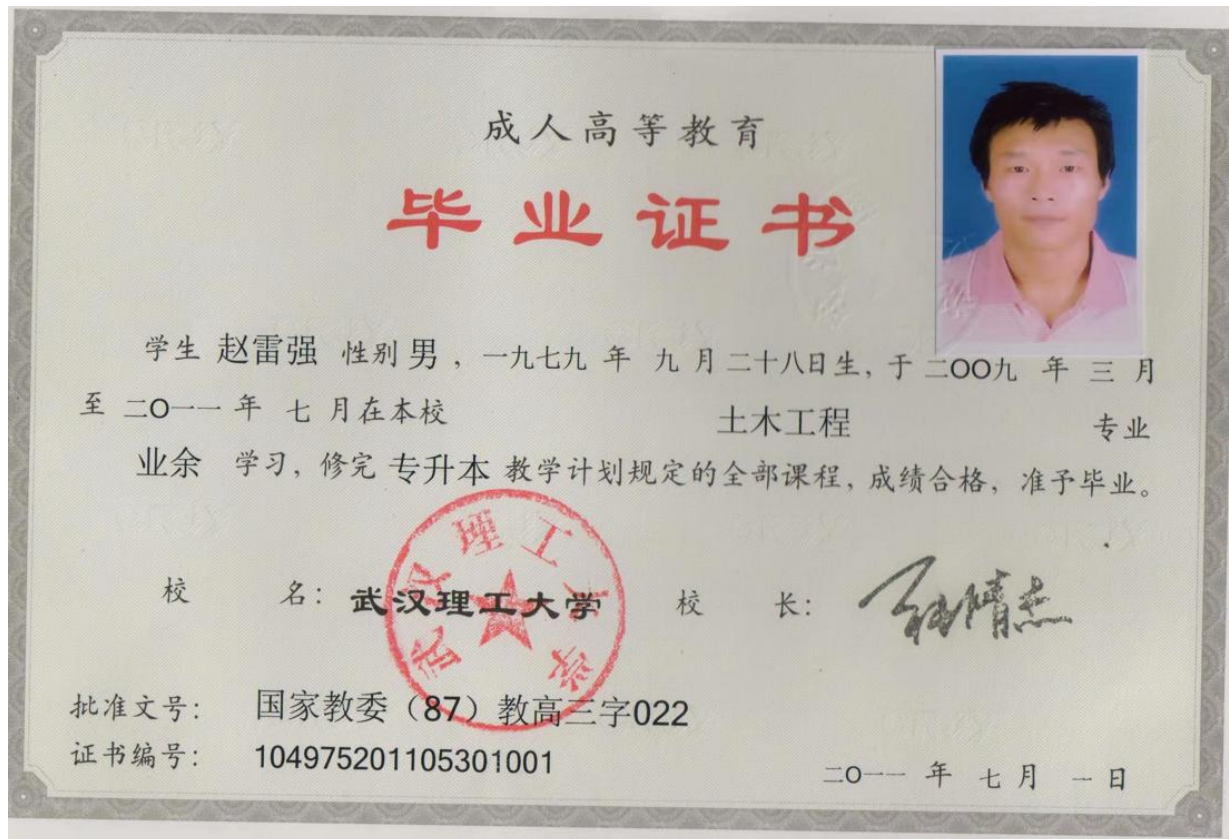 成人高等教育
毕业证书
学生 赵雷强 性别 男 ，一九七九 年 九 月 二十八日生，于 二OO九 年 三 月
至 二O一一 年 七 月在本校 土木工程 专业
业余 学习，修完 专升本 教学计划规定的全部课程，成绩合格，准予毕业。
校 名：武汉理工大学 校 长：
武汉理工大学
批准文号： 国家教委（87）教高三字022
证书编号： 104975201105301001
二O一一 年 七 月 一 日